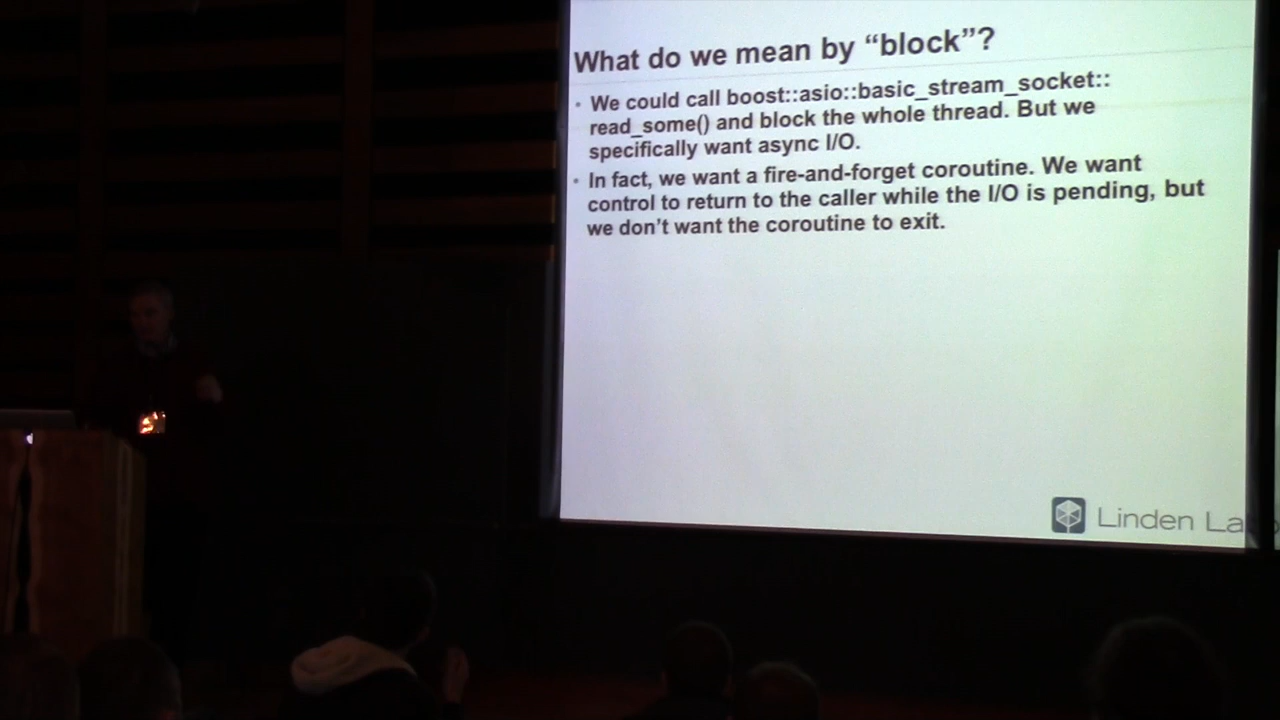 What do we mean by “block”?
• We could call boost::asio::basic_stream_socket::
read_some() and block the whole thread. But we
specifically want async I/O.
• In fact, we want a fire-and-forget coroutine. We want
control to return to the caller while the I/O is pending, but
we don’t want the coroutine to exit.
Linden Lab